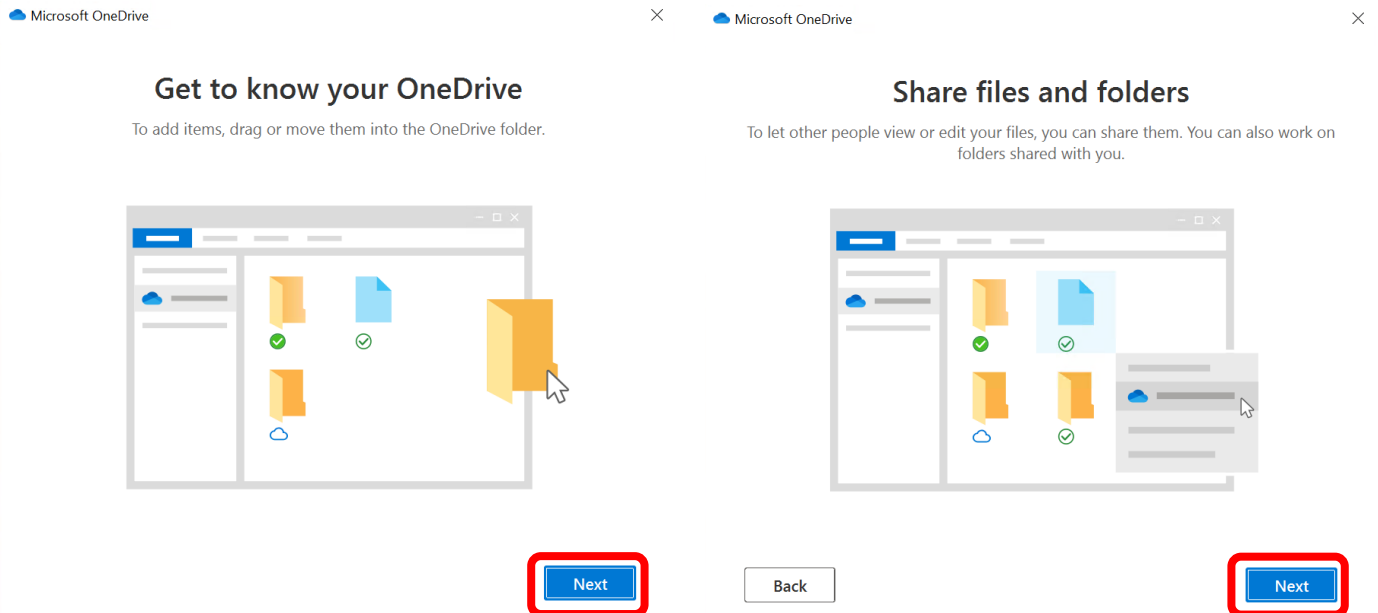 Microsoft OneDrive
Get to know your OneDrive
To add items, drag or move them into the OneDrive folder.
Next
Microsoft OneDrive
Share files and folders
To let other people view or edit your files, you can share them. You can also work on
folders shared with you.
Back
Next